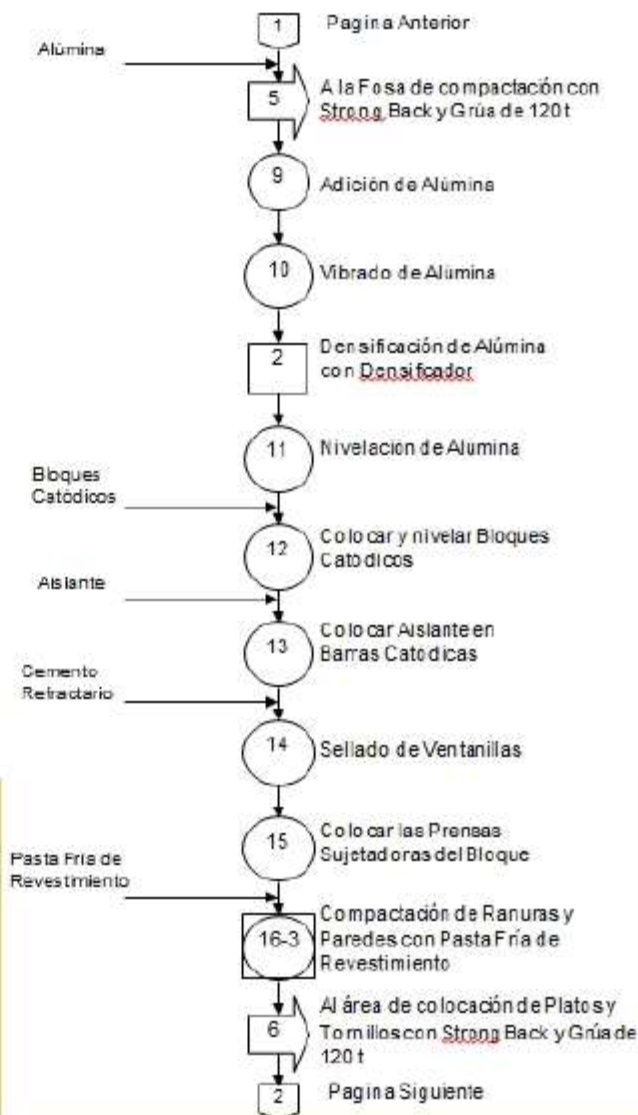 1
Pagina Anterior
Alúmina
5
A la Fosa de compactación con
Strong Back y Grúa de 120 t
9
Adición de Alúmina
10
Vibrado de Alúmina
2
Densificación de Alúmina
con Densifcador
11
Nivelación de Alumina
Bloques
Catódicos
12
Colocar y nivelar Bloques
Catodicos
Aislante
13
Colocar Aislante en
Barras Catodicas
Cemento
Refractario
14
Sellado de Ventanillas
15
Colocar las Prensas
Sujetadoras del Bloque
Pasta Fría de
Revestimiento
16-3
Compactación de Ranuras y
Paredes con Pasta Fría de
Revestimiento
6
Al área de colocación de Platos y
Tornillos con Strong Back y Grúa de
120 t
2
Pagina Siguiente